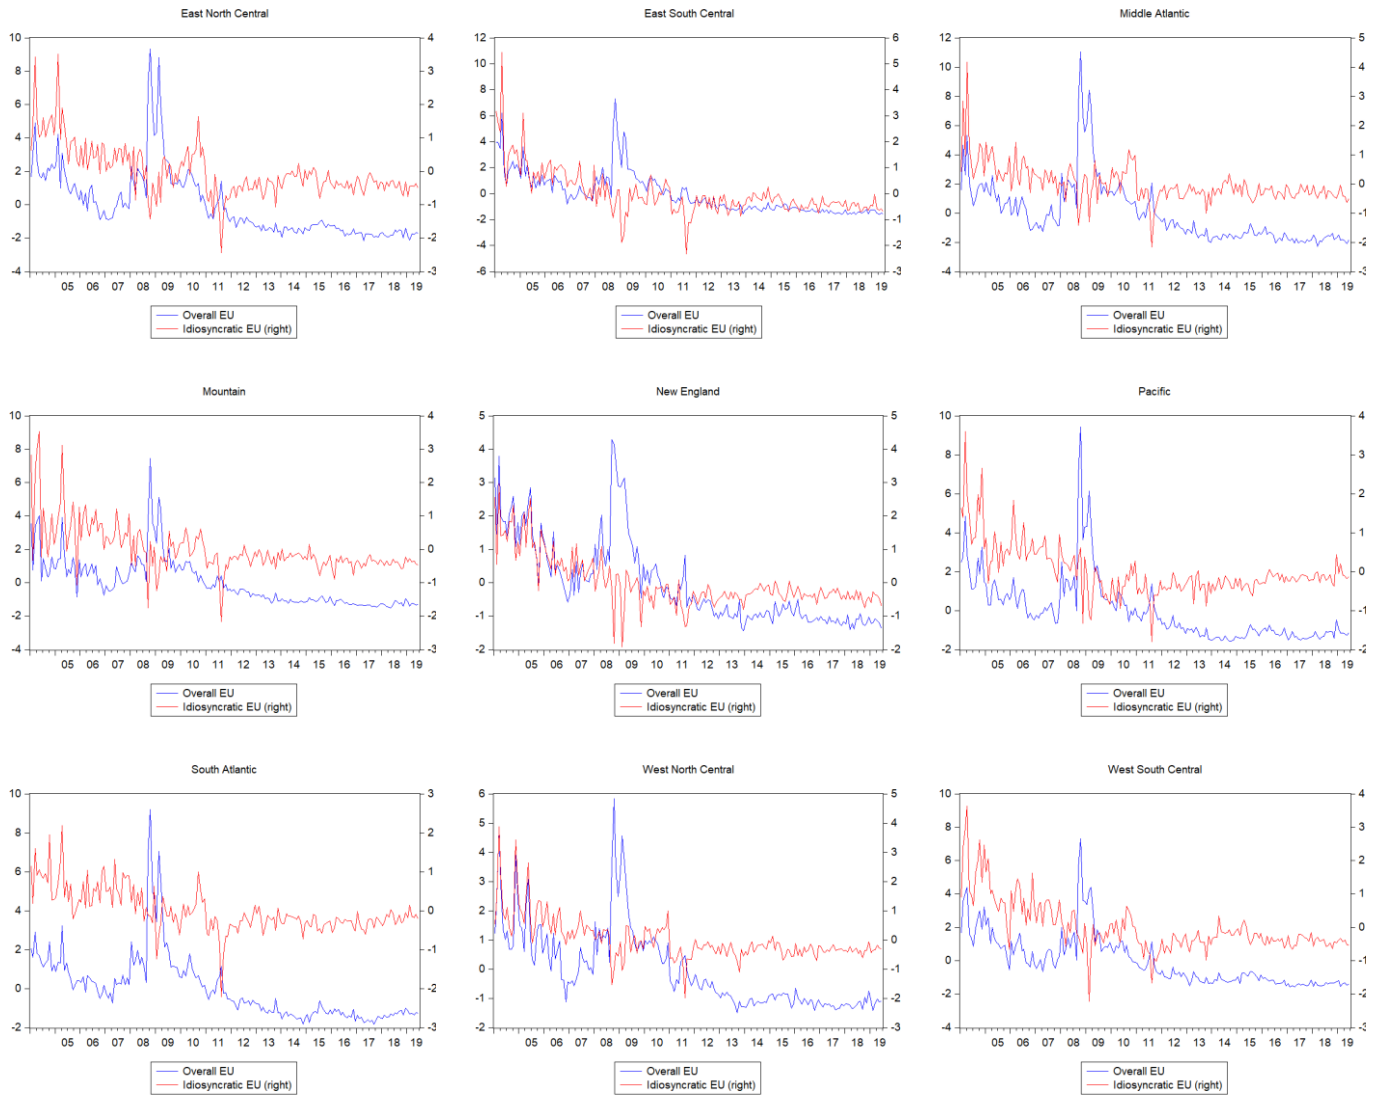 East North Central
East South Central
Middle Atlantic
10 8 6 4 2 0 -2 -4
4 3 2 1 0 -1 -2 -3
12 10 8 6 4 2 0 -2 -4 -6
6 5 4 3 2 1 0 -1 -2 -3
12 10 8 6 4 2 0 -2 -4
5 4 3 2 1 0 -1 -2 -3
05 06 07 08 09 10 11 12 13 14 15 16 17 18 19
05 06 07 08 09 10 11 12 13 14 15 16 17 18 19
05 06 07 08 09 10 11 12 13 14 15 16 17 18 19
Overall EU
Idiosyncratic EU (right)
Overall EU
Idiosyncratic EU (right)
Overall EU
Idiosyncratic EU (right)
Mountain
New England
Pacific
10 8 6 4 2 0 -2 -4
4 3 2 1 0 -1 -2 -3
5 4 3 2 1 0 -1 -2
5 4 3 2 1 0 -1 -2
10 8 6 4 2 0 -2
4 3 2 1 0 -1 -2
05 06 07 08 09 10 11 12 13 14 15 16 17 18 19
05 06 07 08 09 10 11 12 13 14 15 16 17 18 19
05 06 07 08 09 10 11 12 13 14 15 16 17 18 19
Overall EU
Idiosyncratic EU (right)
Overall EU
Idiosyncratic EU (right)
Overall EU
Idiosyncratic EU (right)
South Atlantic
West North Central
West South Central
10 8 6 4 2 0 -2
3 2 1 0 -1 -2 -3
6 5 4 3 2 1 0 -1 -2
5 4 3 2 1 0 -1 -2 -3
10 8 6 4 2 0 -2 -4
4 3 2 1 0 -1 -2 -3
05 06 07 08 09 10 11 12 13 14 15 16 17 18 19
05 06 07 08 09 10 11 12 13 14 15 16 17 18 19
05 06 07 08 09 10 11 12 13 14 15 16 17 18 19
Overall EU
Idiosyncratic EU (right)
Overall EU
Idiosyncratic EU (right)
Overall EU
Idiosyncratic EU (right)